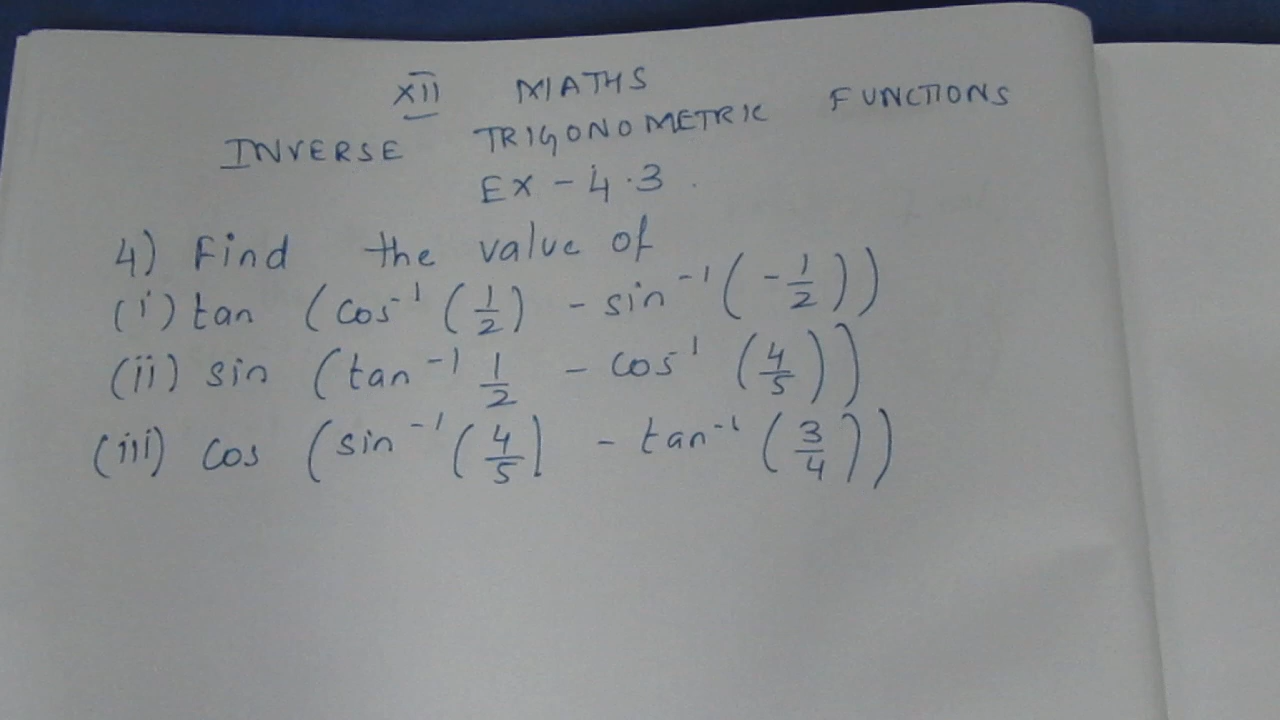 XII MATHS
INVERSE TRIGONOMETRIC FUNCTIONS
EX - 4.3.
4) Find the value of
(i) tan (cos⁻¹ (1/2) - sin⁻¹ (-1/2))
(ii) sin (tan⁻¹ 1/2 - cos¹ (4/5))
(iii) cos (sin⁻¹ (4/5) - tan⁻¹ (3/4))